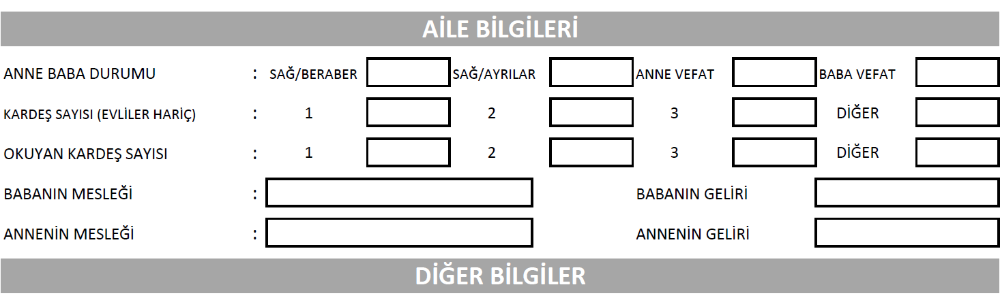 AİLE BİLGİLERİ
ANNE BABA DURUMU : SAĞ/BERABER SAĞ/AYRILAR ANNE VEFAT BABA VEFAT
KARDEŞ SAYISI (EVLİLER HARİÇ) : 1 2 3 DİĞER
OKUYAN KARDEŞ SAYISI : 1 2 3 DİĞER
BABANIN MESLEĞİ : BABANIN GELİRİ
ANNENİN MESLEĞİ : ANNENİN GELİRİ
DİĞER BİLGİLER